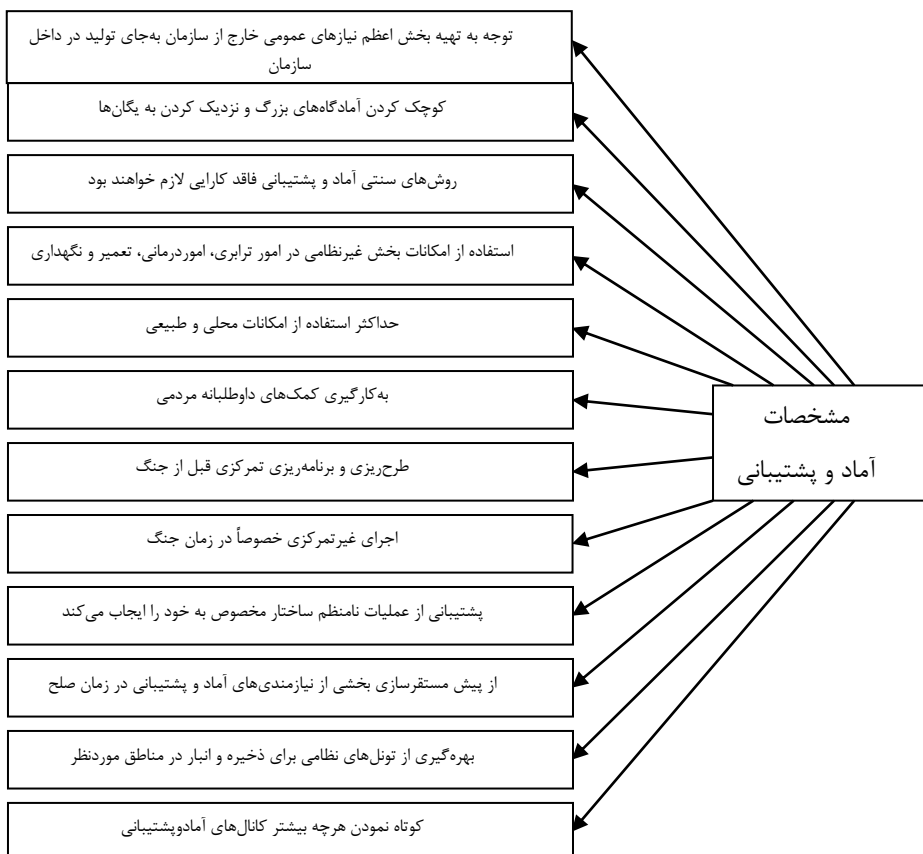 توجه به تهیه بخش اعظم نیازهای عمومی خارج از سازمان به‌جای تولید در داخل
سازمان
کوچک کردن آمادگاه‌های بزرگ و نزدیک کردن به یگان‌ها
روش‌های سنتی آماد و پشتیبانی فاقد کارایی لازم خواهند بود
استفاده از امکانات بخش غیرنظامی در امور ترابری، اموردرمانی، تعمیر و نگهداری
حداکثر استفاده از امکانات محلی و طبیعی
به‌کارگیری کمک‌های داوطلبانه مردمی
طرح‌ریزی و برنامه‌ریزی تمرکزی قبل از جنگ
اجرای غیرتمرکزی خصوصاً در زمان جنگ
پشتیبانی از عملیات نامنظم ساختار مخصوص به خود را ایجاب می‌کند
از پیش مستقرسازی بخشی از نیازمندی‌های آماد و پشتیبانی در زمان صلح
بهره‌گیری از تونل‌های نظامی برای ذخیره و انبار در مناطق موردنظر
کوتاه نمودن هرچه بیشتر کانال‌های آمادوپشتیبانی
مشخصات
آماد و پشتیبانی